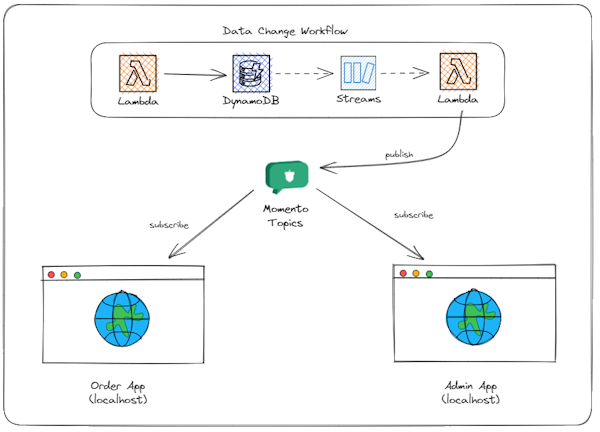 Data Change Workflow
Lambda
DynamoDB
Streams
Lambda
publish
Momento
Topics
subscribe
subscribe
Order App
(localhost)
Admin App
(localhost)